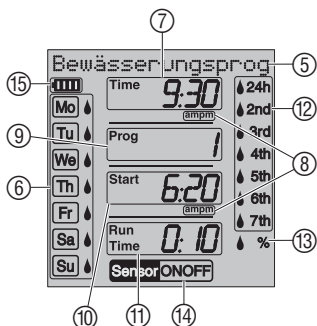 ⑦
Bewässerungsprog ⑤
⑮ Time 9:30 24h
Mo ampm 2nd ⑫
Tu ⑨ Prog 1 3rd
We 4th ⑧
⑥ Th Start 6:20 5th
Fr ampm 6th
Sa Run Time 0:10 7th
Su % ⑬
Sensor ONOFF
⑩ ⑪ ⑭